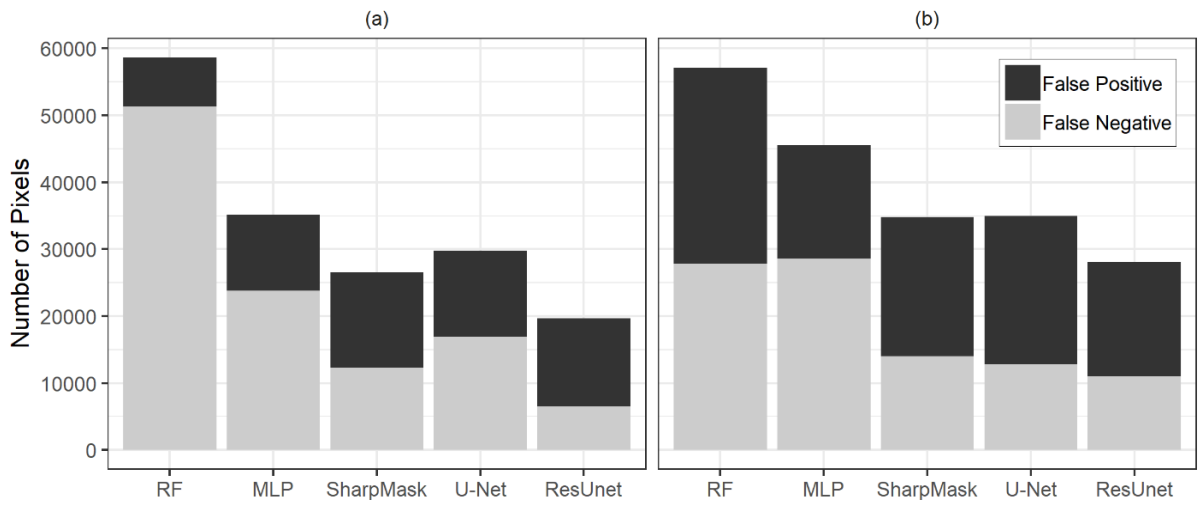 (a)
(b)
Number of Pixels
60000
50000
40000
30000
20000
10000
0
False Positive
False Negative
RF MLP SharpMask U-Net ResUnet
RF MLP SharpMask U-Net ResUnet